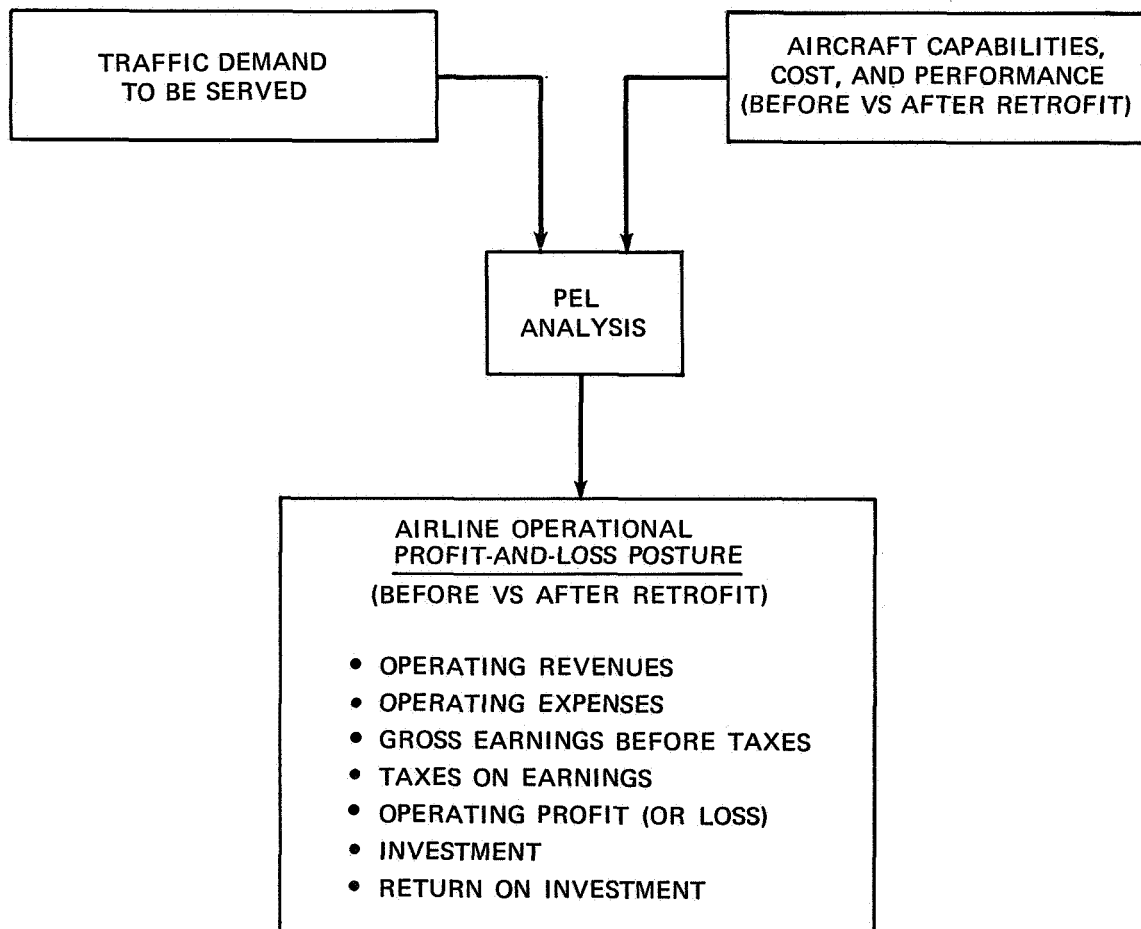 TRAFFIC DEMAND
TO BE SERVED
AIRCRAFT CAPABILITIES,
COST, AND PERFORMANCE
(BEFORE VS AFTER RETROFIT)
PEL
ANALYSIS
AIRLINE OPERATIONAL
PROFIT-AND-LOSS POSTURE
(BEFORE VS AFTER RETROFIT)
• OPERATING REVENUES
• OPERATING EXPENSES
• GROSS EARNINGS BEFORE TAXES
• TAXES ON EARNINGS
• OPERATING PROFIT (OR LOSS)
• INVESTMENT
• RETURN ON INVESTMENT